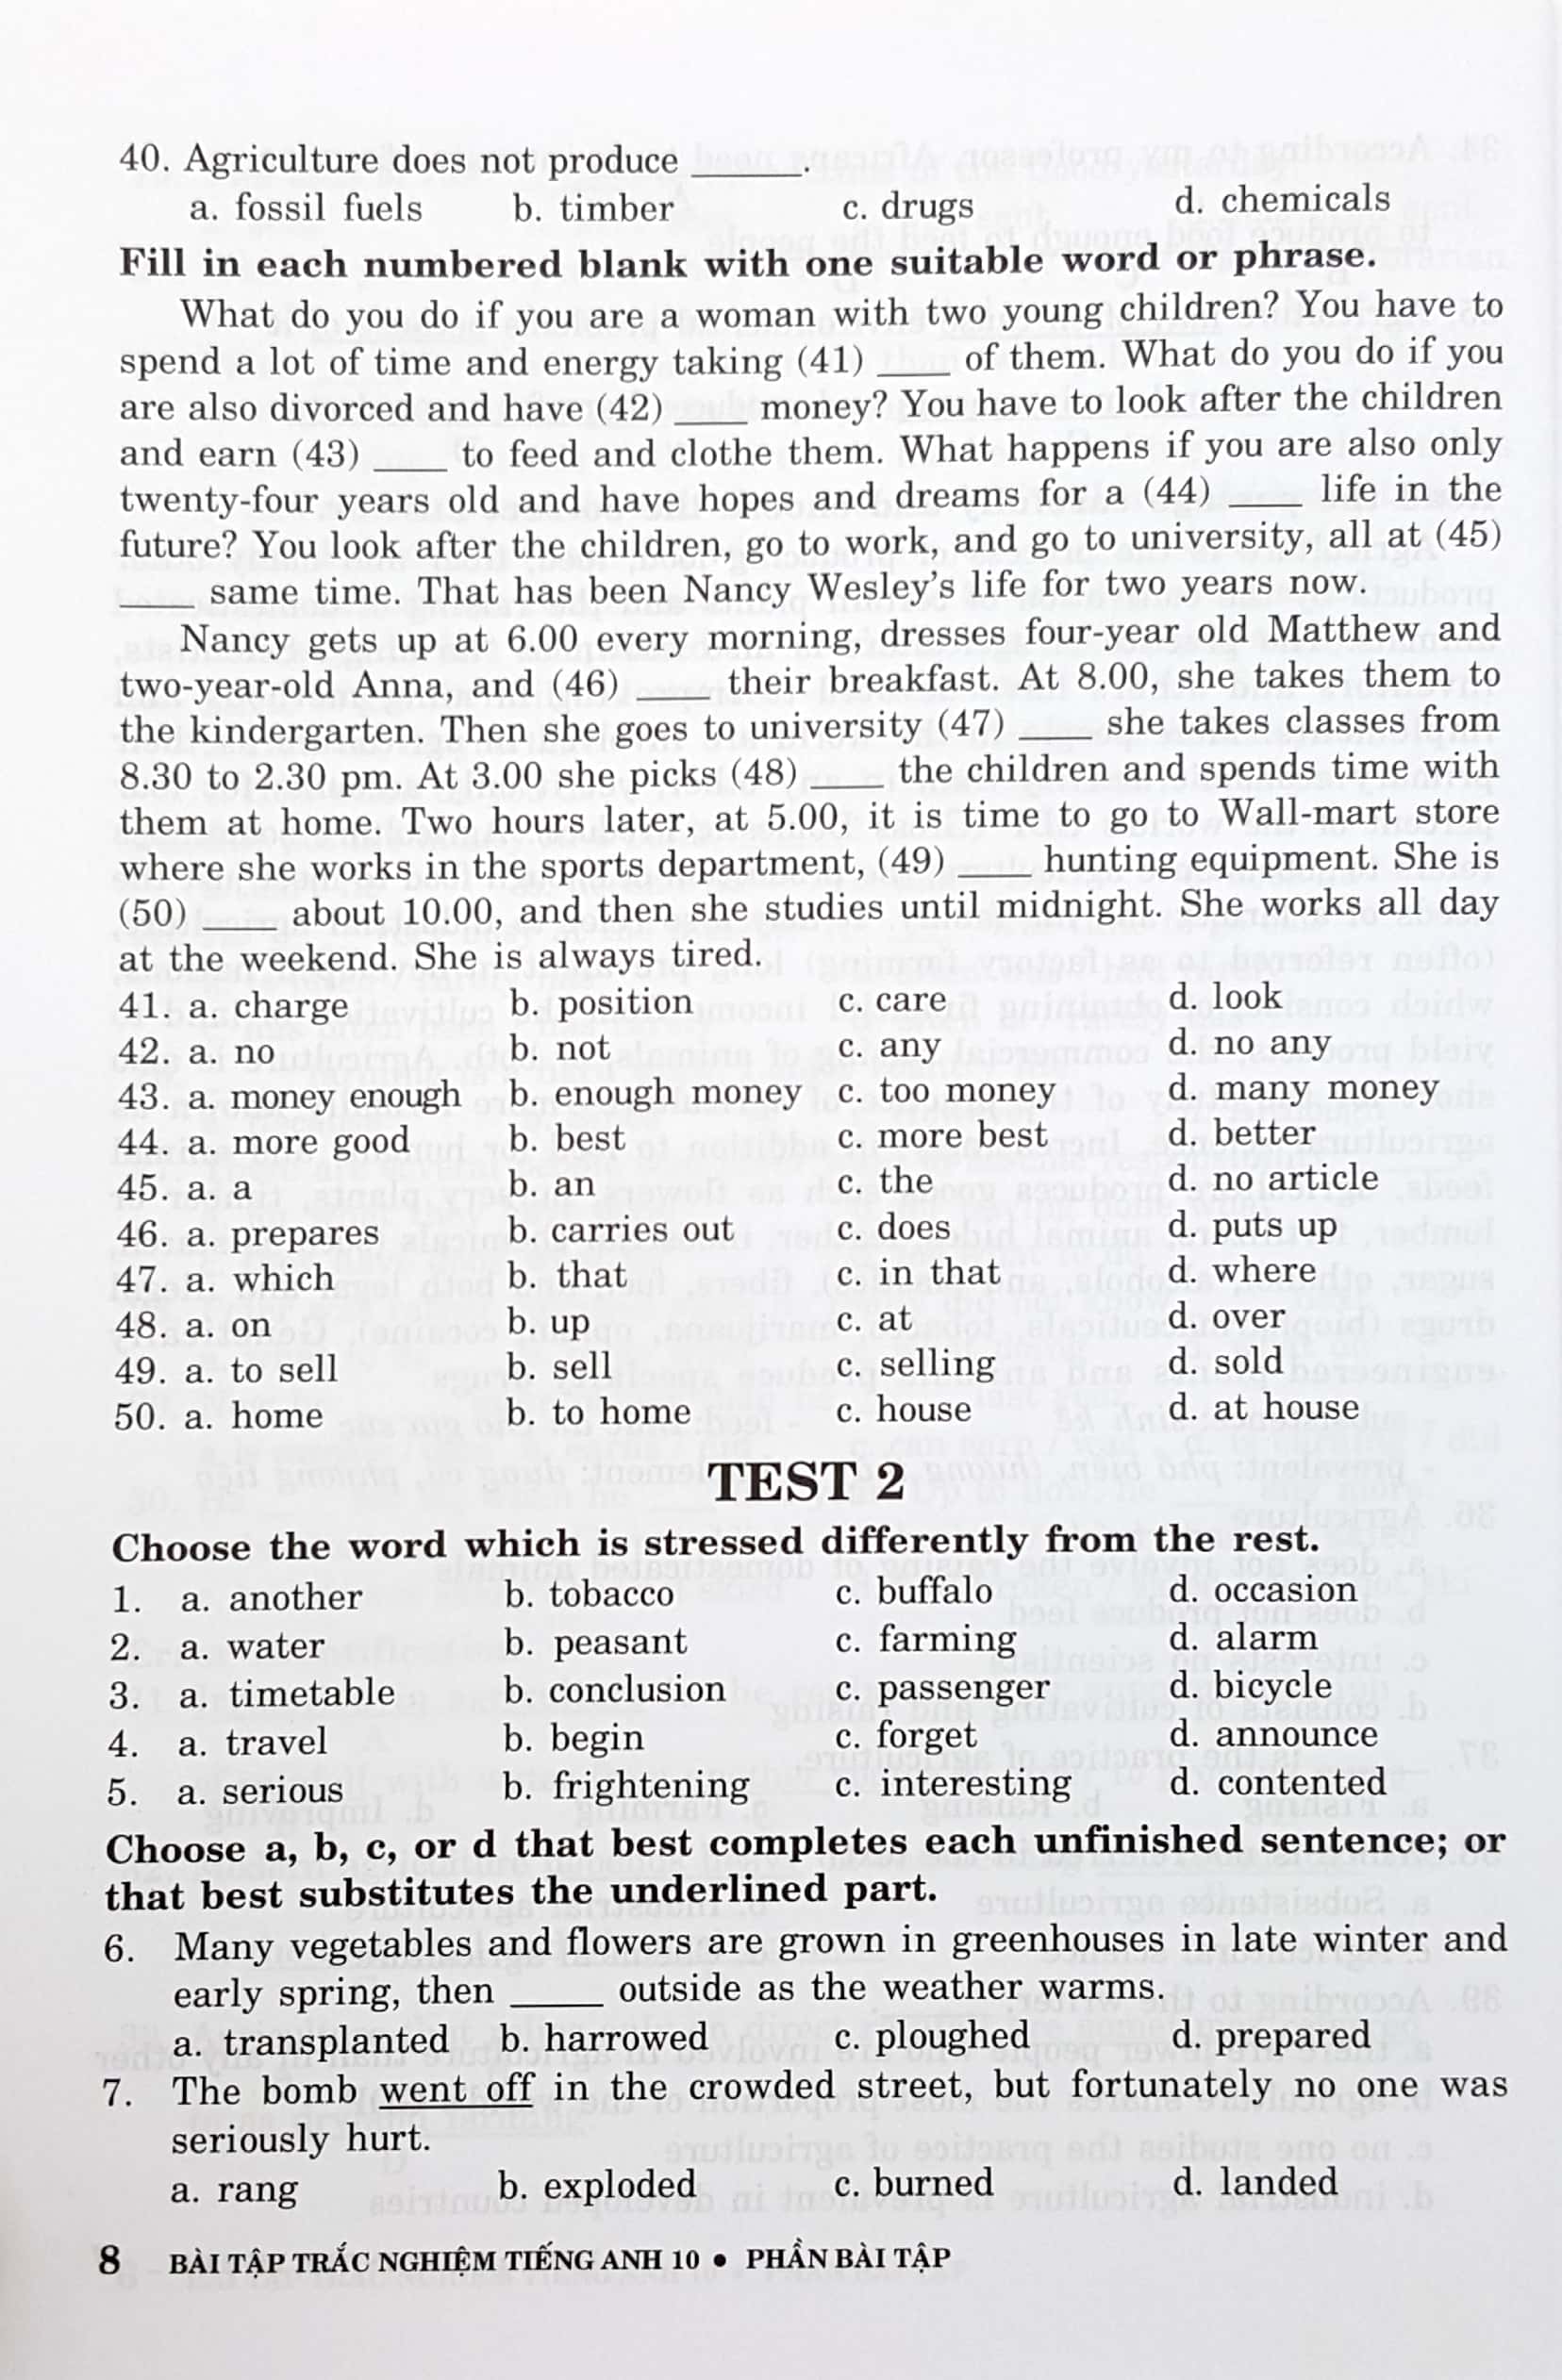 40. Agriculture does not produce ______.
a. fossil fuels b. timber c. drugs d. chemicals
Fill in each numbered blank with one suitable word or phrase.
What do you do if you are a woman with two young children? You have to
spend a lot of time and energy taking (41) ____ of them. What do you do if you
are also divorced and have (42) ____ money? You have to look after the children
and earn (43) ____ to feed and clothe them. What happens if you are also only
twenty-four years old and have hopes and dreams for a (44) ____ life in the
future? You look after the children, go to work, and go to university, all at (45)
____ same time. That has been Nancy Wesley's life for two years now.
Nancy gets up at 6.00 every morning, dresses four-year old Matthew and
two-year-old Anna, and (46) ____ their breakfast. At 8.00, she takes them to
the kindergarten. Then she goes to university (47) ____ she takes classes from
8.30 to 2.30 pm. At 3.00 she picks (48) ____ the children and spends time with
them at home. Two hours later, at 5.00, it is time to go to Wall-mart store
where she works in the sports department, (49) ____ hunting equipment. She is
(50) ____ about 10.00, and then she studies until midnight. She works all day
at the weekend. She is always tired.
41. a. charge b. position c. care d. look
42. a. no b. not c. any d. no any
43. a. money enough b. enough money c. too money d. many money
44. a. more good b. best c. more best d. better
45. a. a b. an c. the d. no article
46. a. prepares b. carries out c. does d. puts up
47. a. which b. that c. in that d. where
48. a. on b. up c. at d. over
49. a. to sell b. sell c. selling d. sold
50. a. home b. to home c. house d. at house
TEST 2
Choose the word which is stressed differently from the rest.
1. a. another b. tobacco c. buffalo d. occasion
2. a. water b. peasant c. farming d. alarm
3. a. timetable b. conclusion c. passenger d. bicycle
4. a. travel b. begin c. forget d. announce
5. a. serious b. frightening c. interesting d. contented
Choose a, b, c, or d that best completes each unfinished sentence; or
that best substitutes the underlined part.
6. Many vegetables and flowers are grown in greenhouses in late winter and
early spring, then _____ outside as the weather warms.
a. transplanted b. harrowed c. ploughed d. prepared
7. The bomb went off in the crowded street, but fortunately no one was
seriously hurt.
a. rang b. exploded c. burned d. landed
8 BÀI TẬP TRẮC NGHIỆM TIẾNG ANH 10 • PHẦN BÀI TẬP